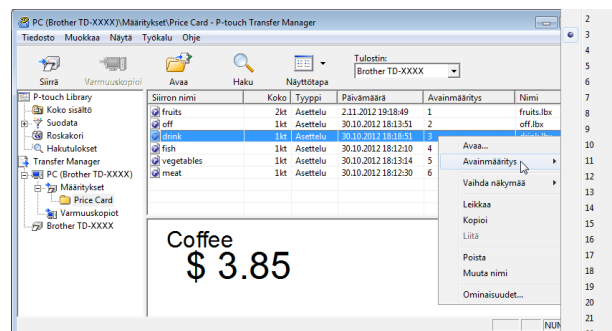 PC (Brother TD-XXXX)\Määritykset\Price Card - P-touch Transfer Manager
Tiedosto Muokkaa Näytä Työkalu Ohje
Siirrä Varmuuskopioi Avaa Haku Näyttötapa
Tulostin:
Brother TD-XXXX
P-touch Library
Koko sisältö
Suodata
Roskakori
Hakutulokset
Transfer Manager
PC (Brother TD-XXXX)
Määritykset
Price Card
Varmuuskopiot
Brother TD-XXXX
Siirron nimi Koko Tyyppi Päivämäärä Avainmääritys Nimi
fruits 2kt Asettelu 2.11.2012 19:18:49 1 fruits.lbx
off 1kt Asettelu 30.10.2012 18:13:51 2 off.lbx
drink 1kt Asettelu 30.10.2012 18:18:51 3 drink.lbx
fish 1kt Asettelu 30.10.2012 18:12:10 4
vegetables 1kt Asettelu 30.10.2012 18:13:14 5
meat 1kt Asettelu 30.10.2012 18:12:30 6
Coffee
$ 3.85
Avaa...
Avainmääritys
Vaihda näkymää
Leikkaa
Kopioi
Liitä
Poista
Muuta nimi
Ominaisuudet...
NUM
2
3
4
5
6
7
8
9
10
11
12
13
14
15
16
17
18
19
20
21